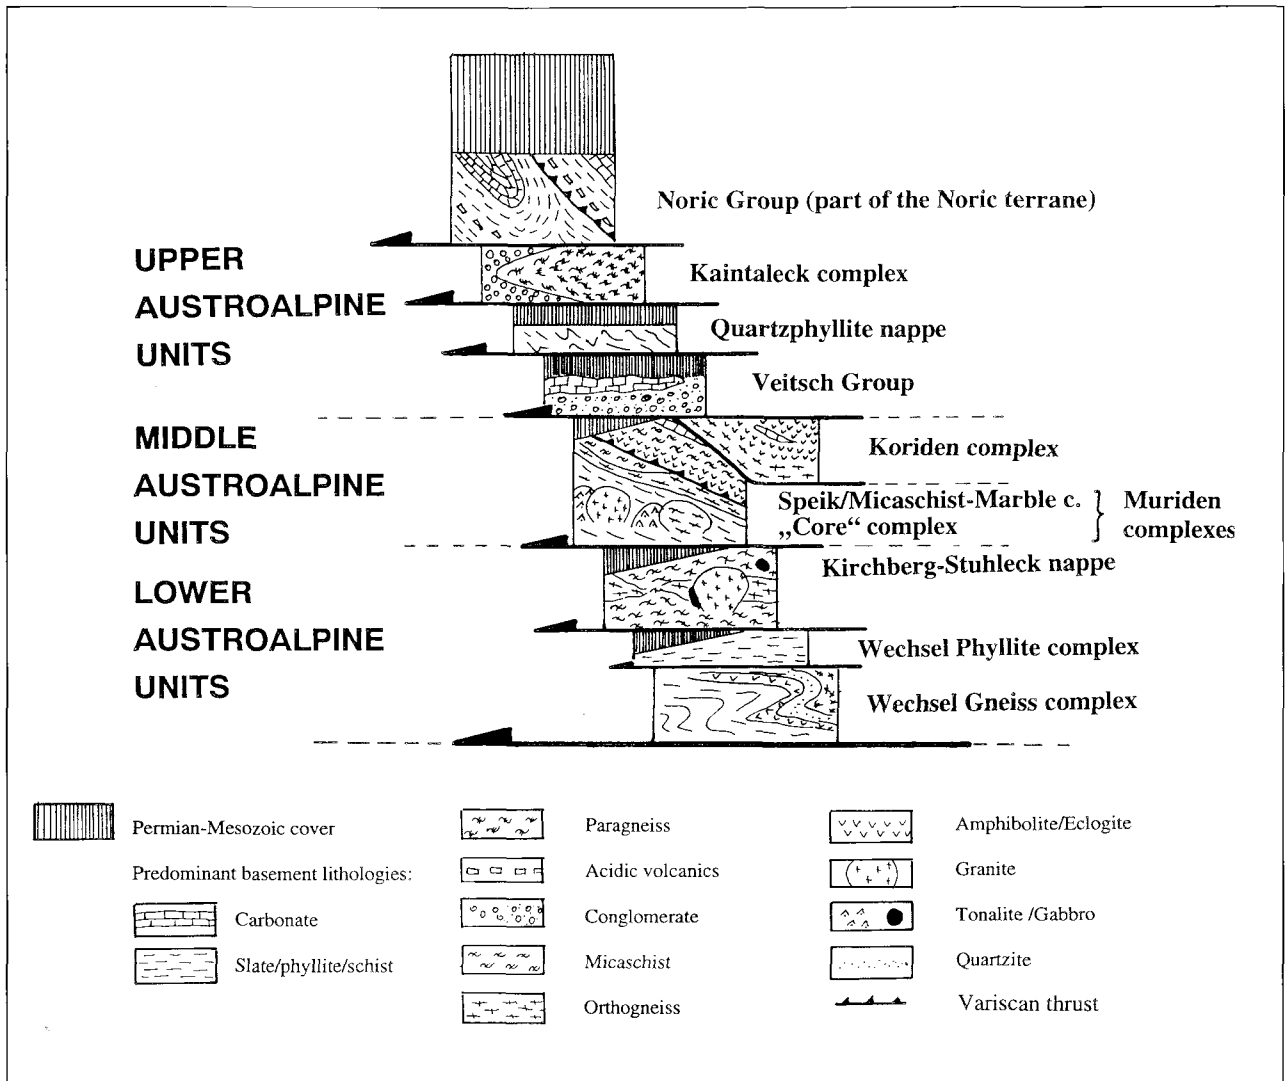 Noric Group (part of the Noric terrane)
UPPER
AUSTROALPINE
UNITS
Kaintaleck complex
Quartzphyllite nappe
Veitsch Group
MIDDLE
AUSTROALPINE
UNITS
Koriden complex
Speik/Micaschist-Marble c.
„Core“ complex
Muriden
complexes
LOWER
AUSTROALPINE
UNITS
Kirchberg-Stuhleck nappe
Wechsel Phyllite complex
Wechsel Gneiss complex
Permian-Mesozoic cover
Predominant basement lithologies:
Carbonate
Slate/phyllite/schist
Paragneiss
Acidic volcanics
Conglomerate
Micaschist
Orthogneiss
Amphibolite/Eclogite
Granite
Tonalite /Gabbro
Quartzite
Variscan thrust